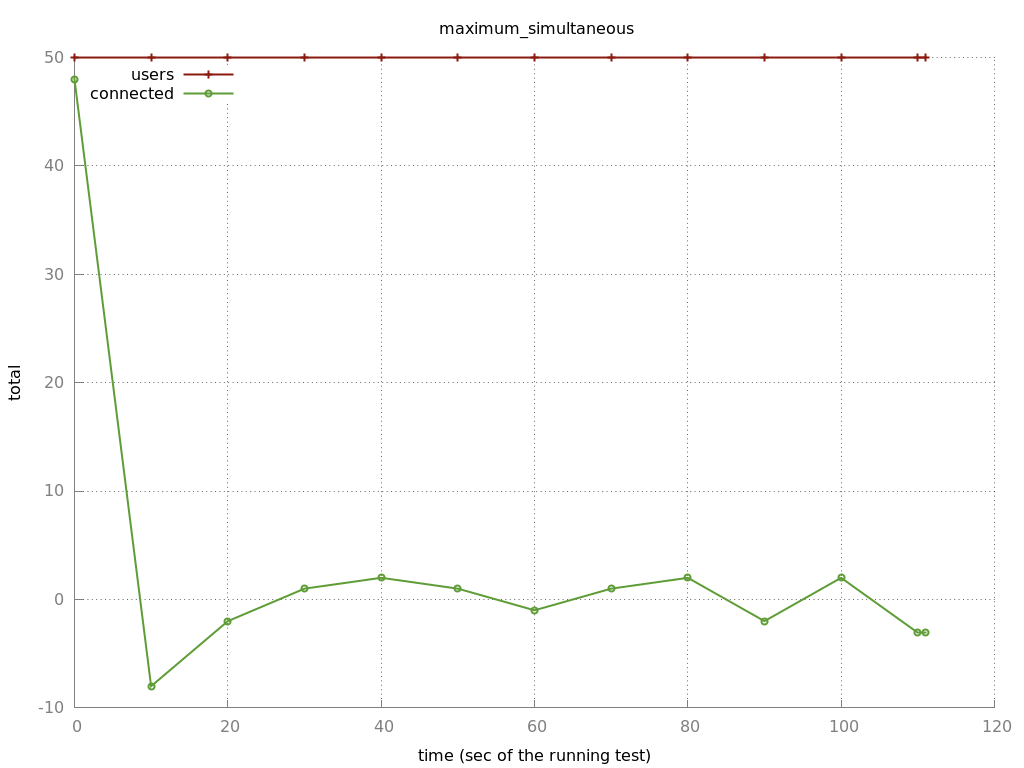 maximum_simultaneous
50
users
connected
40
30
20
total
10
0
-10
0 20 40 60 80 100 120
time (sec of the running test)